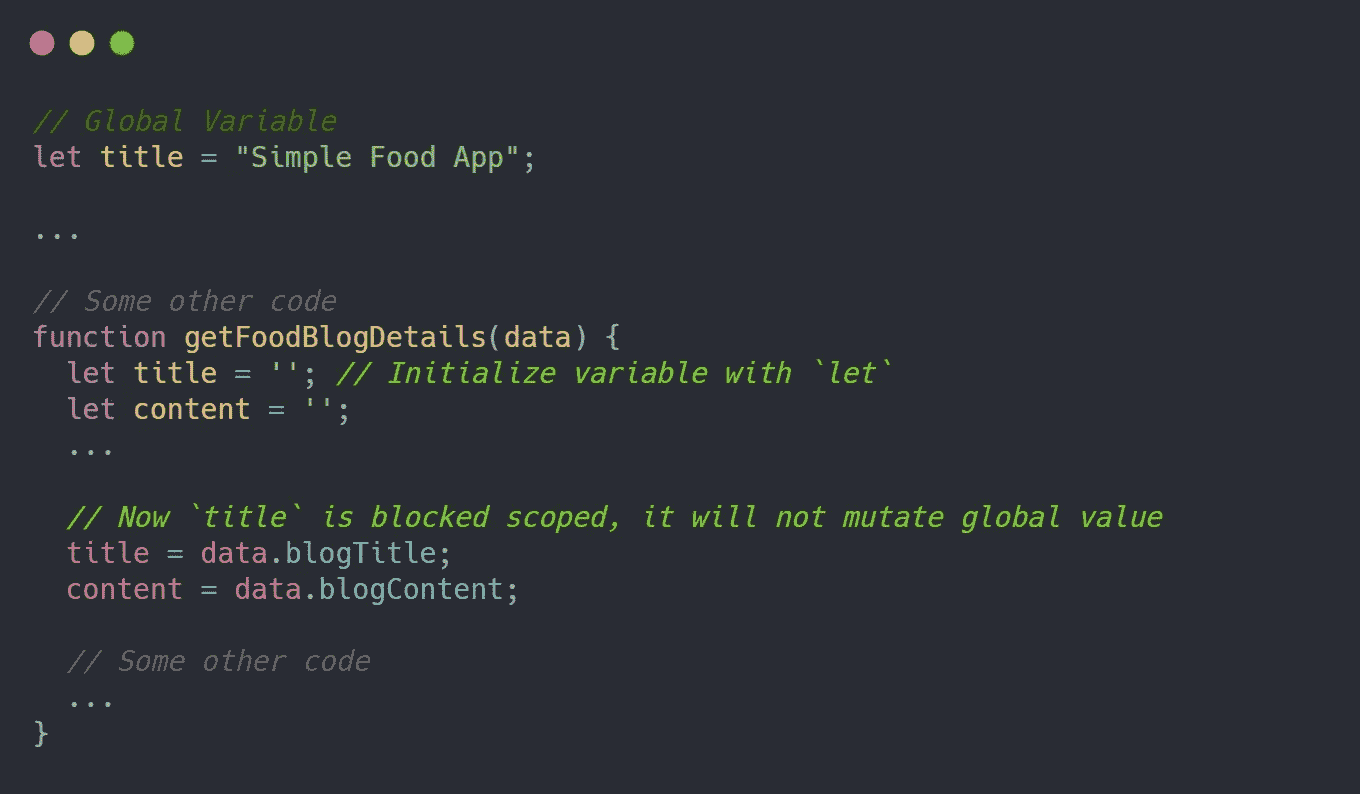 // Global Variable
let title = "Simple Food App";
...
// Some other code
function getFoodBlogDetails(data) {
  let title = ''; // Initialize variable with `let`
  let content = '';
  ...
  // Now `title` is blocked scoped, it will not mutate global value
  title = data.blogTitle;
  content = data.blogContent;
  // Some other code
  ...
}